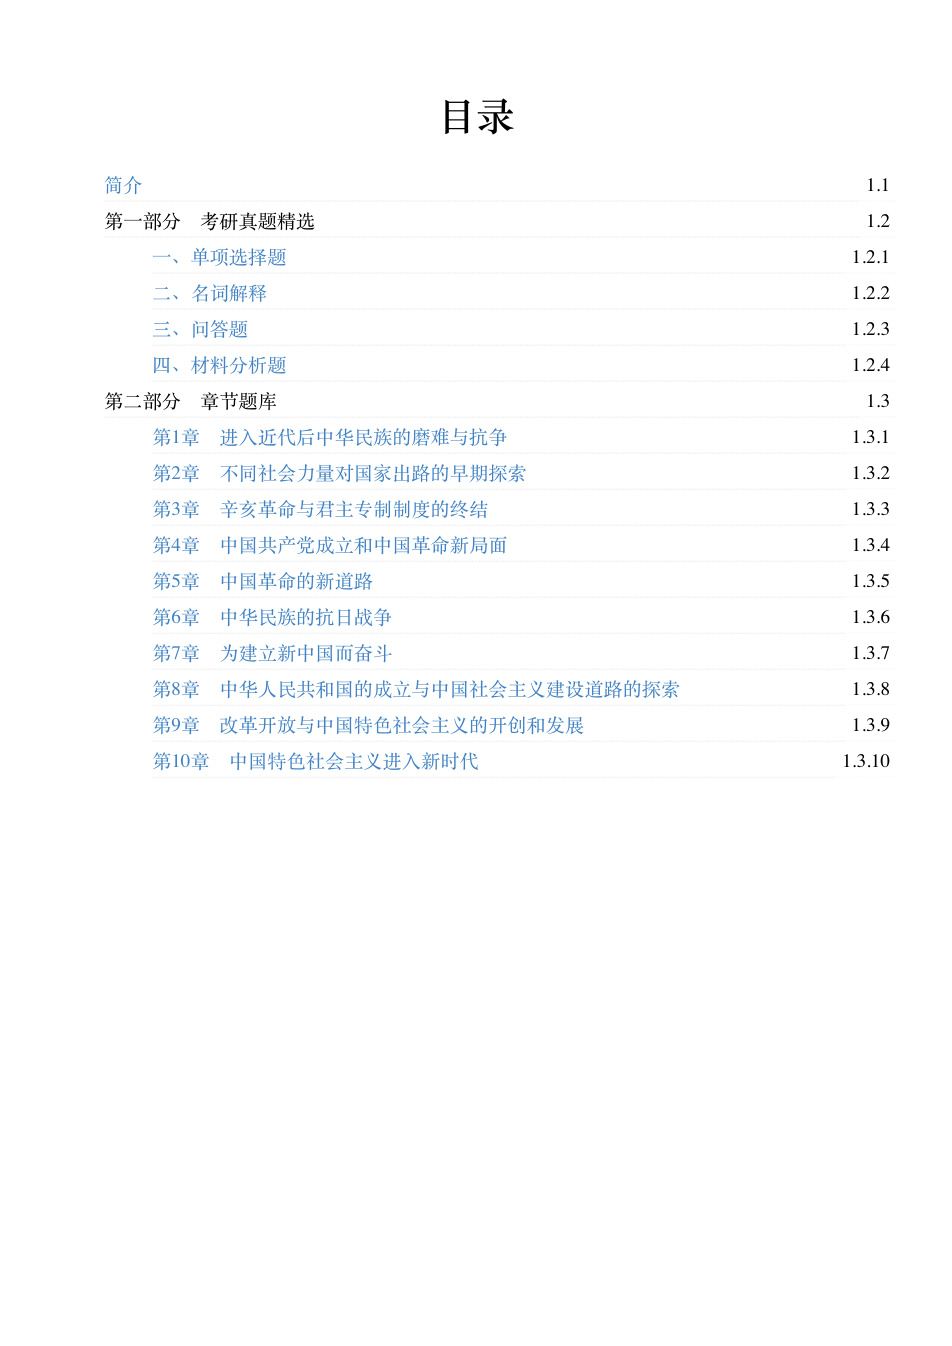 目录
简介 1.1
第一部分 考研真题精选 1.2
一、单项选择题 1.2.1
二、名词解释 1.2.2
三、问答题 1.2.3
四、材料分析题 1.2.4
第二部分 章节题库 1.3
第1章 进入近代后中华民族的磨难与抗争 1.3.1
第2章 不同社会力量对国家出路的早期探索 1.3.2
第3章 辛亥革命与君主专制制度的终结 1.3.3
第4章 中国共产党成立和中国革命新局面 1.3.4
第5章 中国革命的新道路 1.3.5
第6章 中华民族的抗日战争 1.3.6
第7章 为建立新中国而奋斗 1.3.7
第8章 中华人民共和国的成立与中国社会主义建设道路的探索 1.3.8
第9章 改革开放与中国特色社会主义的开创和发展 1.3.9
第10章 中国特色社会主义进入新时代 1.3.10